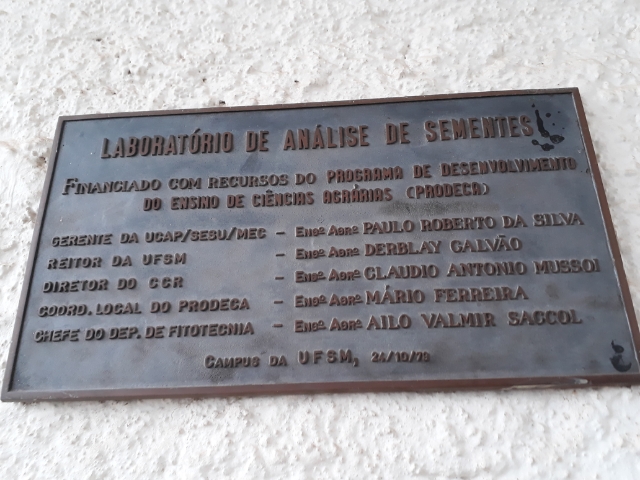 LABORATÓRIO DE ANÁLISE DE SEMENTES
FINANCIADO COM RECURSOS DO PROGRAMA DE DESENVOLVIMENTO
DO ENSINO DE CIÊNCIAS AGRÁRIAS (PRODECA)
GERENTE DA UCAP/SESU/MEC - ENGº AGRº PAULO ROBERTO DA SILVA
REITOR DA UFSM - ENGº AGRº DERBLAY GALVÃO
DIRETOR DO CCR - ENGº AGRº CLAUDIO ANTONIO MUSSOI
COORD. LOCAL DO PRODECA - ENGº AGRº MÁRIO FERREIRA
CHEFE DO DEP. DE FITOTECNIA - ENGº AGRº AILO VALMIR SACCOL
CAMPUS DA UFSM, 24/10/79